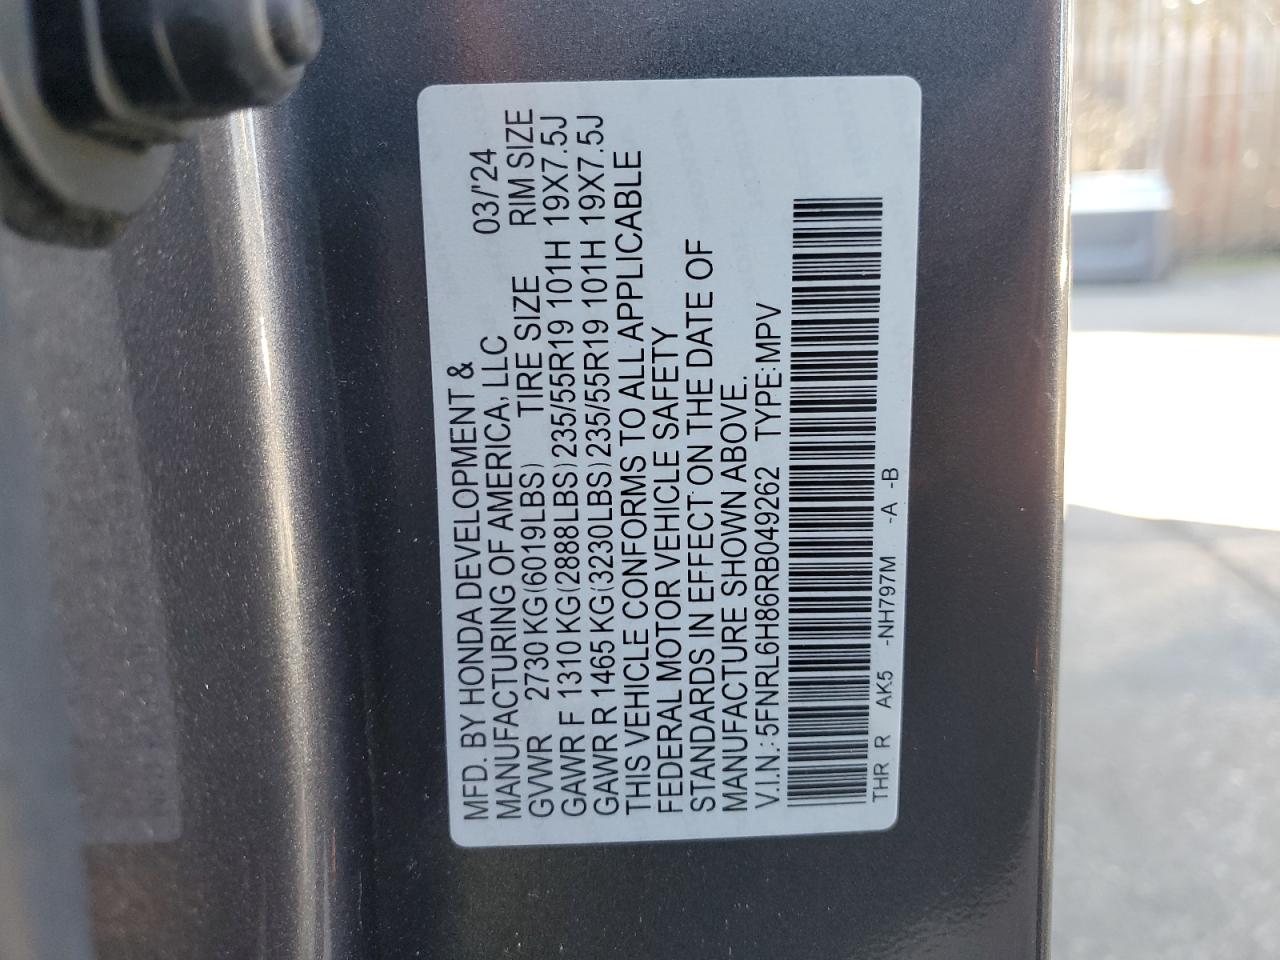 MFD. BY HONDA DEVELOPMENT &
MANUFACTURING OF AMERICA, LLC 03/'24
GVWR 2730 KG(6019LBS) TIRE SIZE RIM SIZE
GAWR F 1310 KG(2888LBS)235/55R19 101H 19X7.5J
GAWR R 1465 KG(3230LBS)235/55R19 101H 19X7.5J
THIS VEHICLE CONFORMS TO ALL APPLICABLE
FEDERAL MOTOR VEHICLE SAFETY
STANDARDS IN EFFECT ON THE DATE OF
MANUFACTURE SHOWN ABOVE.
V.I.N.: 5FNRL6H86RB049262 TYPE:MPV
THR R AK5 -NH797M -A -B